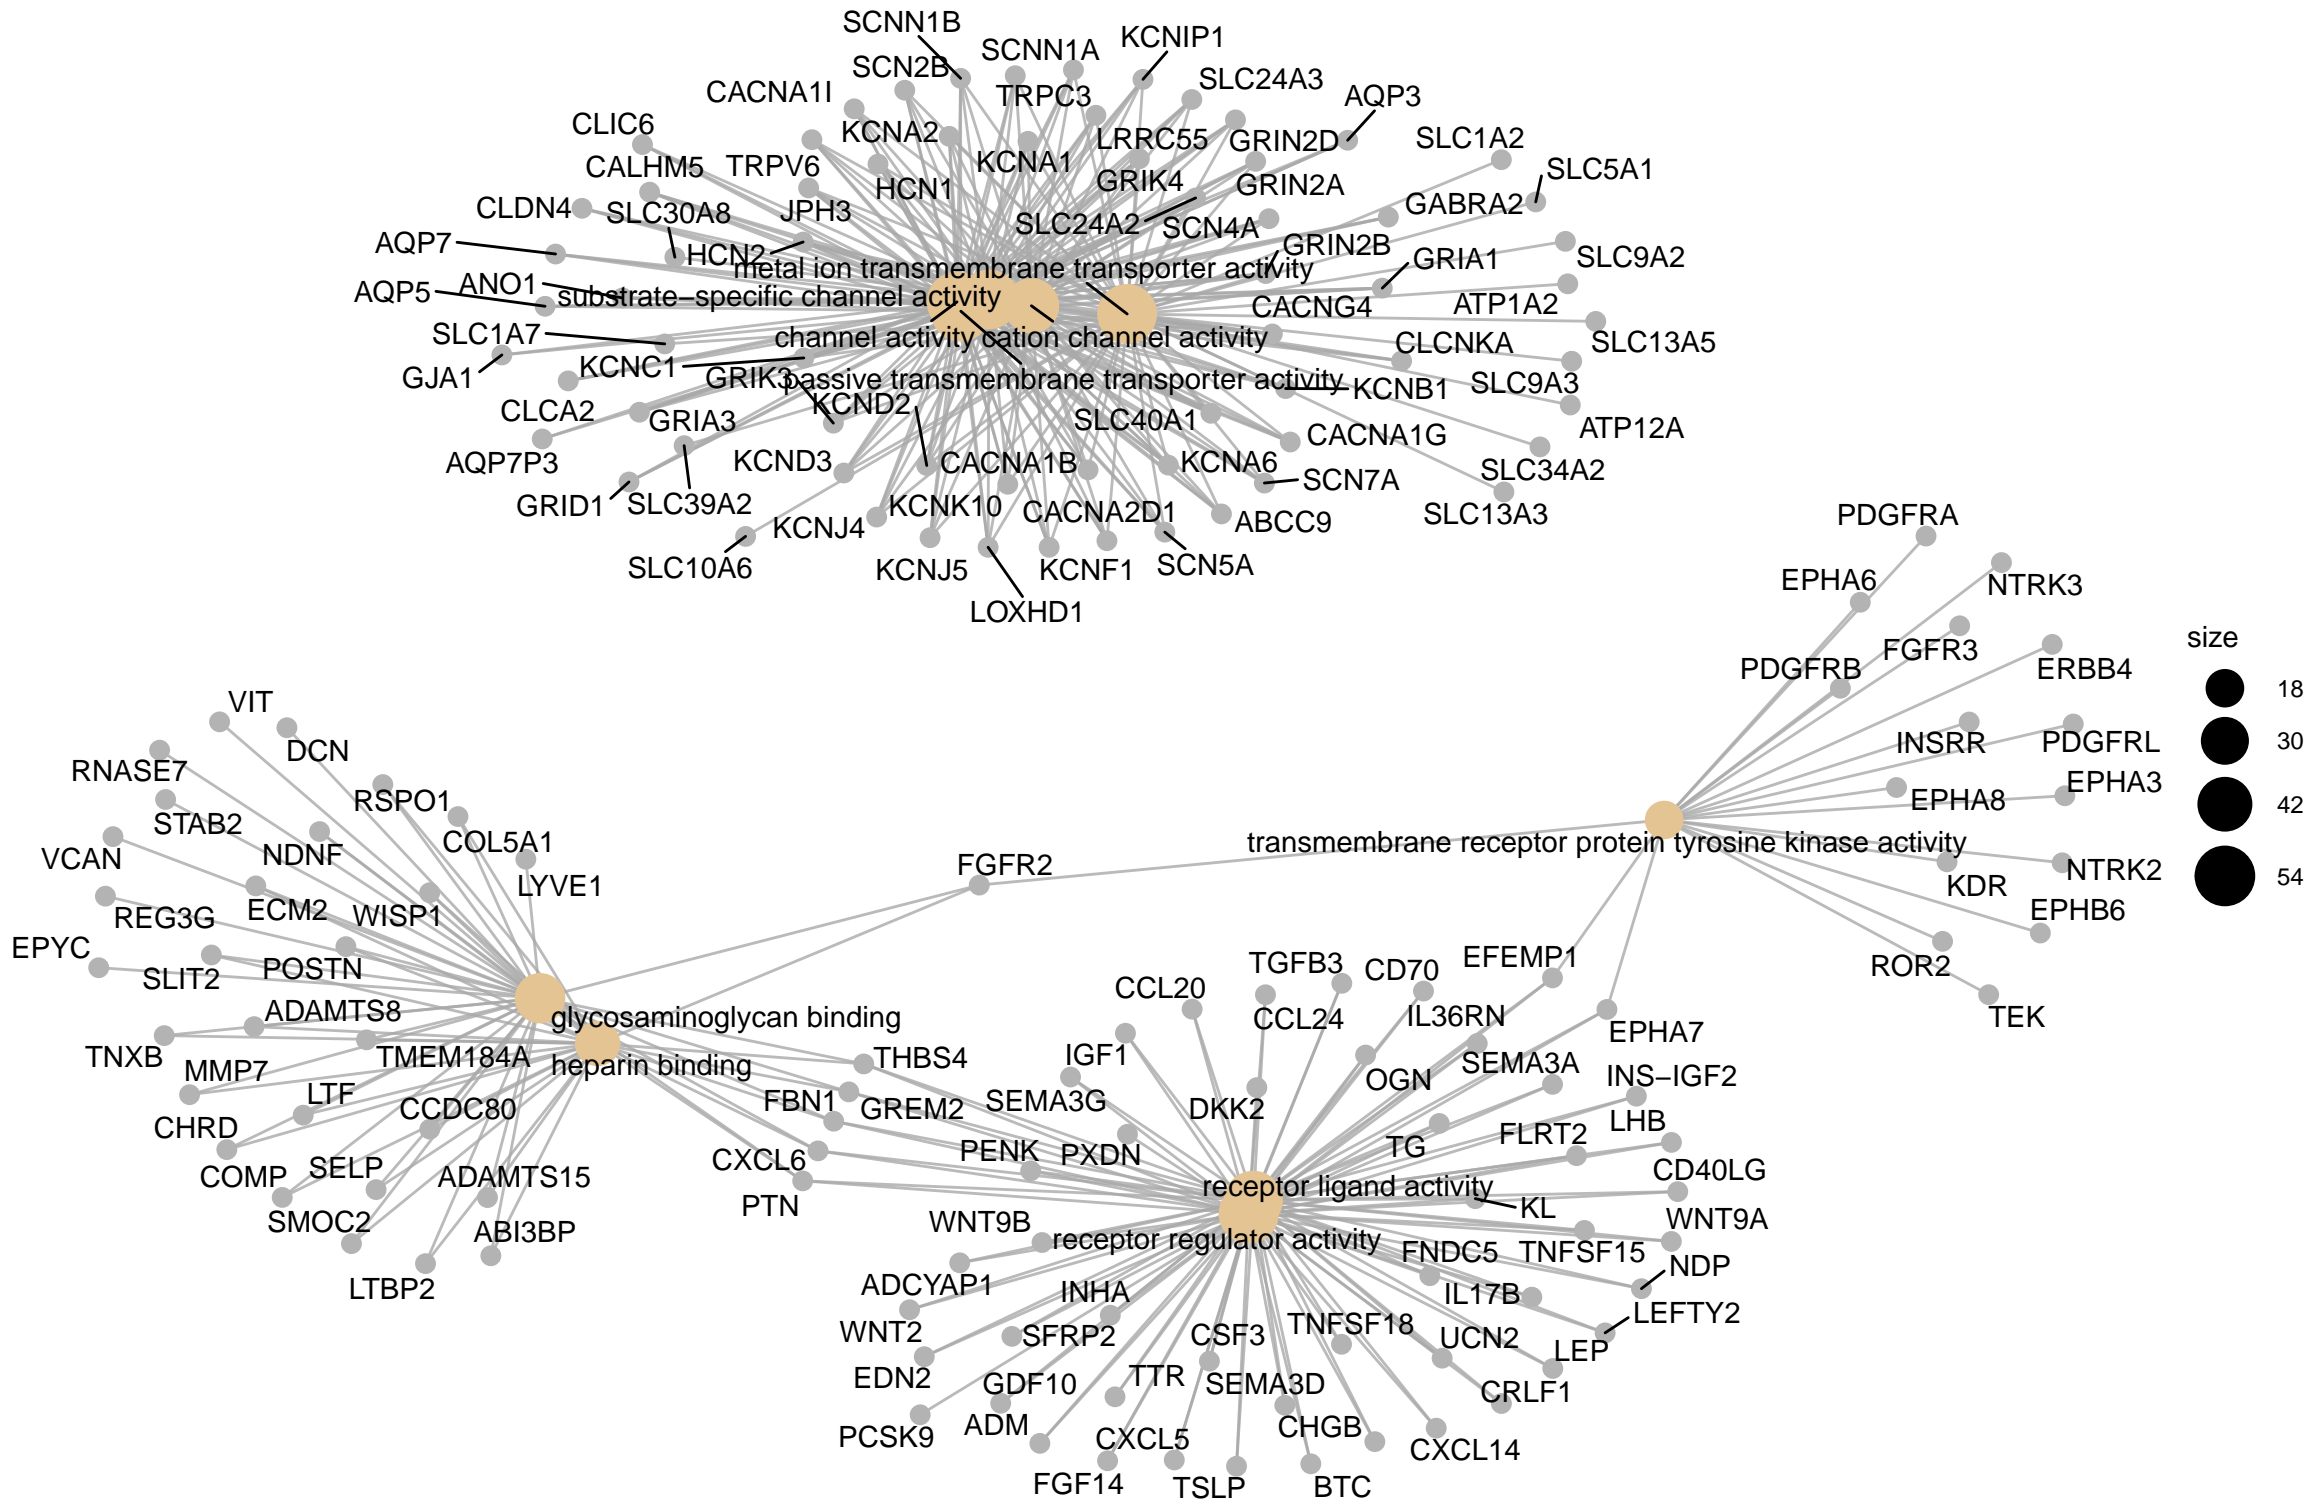 SCNN1B
SCNN1A
KCNIP1
SCN2B
SLC24A3
CACNA1I
TRPC3
AQP3
CLIC6
KCNA2
LRRC55
GRIN2D
SLC1A2
CALHM5
TRPV6
KCNA1
SLC5A1
HCN1
GRIK4
GRIN2A
CLDN4
SLC30A8
JPH3
SLC24A2
SCN4A
GABRA2
AQP7
HCN2
GRIN2B
GRIA1
SLC9A2
metal ion transmembrane transporter activity
AQP5
ANO1
substrate−specific channel activity
CACNG4
ATP1A2
SLC1A7
channel activity
cation channel activity
CLCNKA
SLC13A5
GJA1
KCNC1
GRIK3
passive transmembrane transporter activity
KCNB1
SLC9A3
CLCA2
GRIA3
KCND2
SLC40A1
CACNA1G
ATP12A
AQP7P3
KCND3
CACNA1B
KCNA6
SCN7A
SLC34A2
GRID1
SLC39A2
KCNJ4
KCNK10
CACNA2D1
ABCC9
SLC13A3
SLC10A6
KCNJ5
KCNF1
SCN5A
LOXHD1
PDGFRA
EPHA6
NTRK3
FGFR3
PDGFRB
ERBB4
INSRR
PDGFRL
EPHA8
EPHA3
transmembrane receptor protein tyrosine kinase activity
KDR
NTRK2
EPHB6
ROR2
TEK
size
18
30
42
54
VIT
DCN
RNASE7
RSPO1
STAB2
NDNF
COL5A1
VCAN
LYVE1
FGFR2
REG3G
ECM2
WISP1
EPYC
SLIT2
POSTN
ADAMTS8
glycosaminoglycan binding
TNXB
TMEM184A
heparin binding
THBS4
MMP7
LTF
CCDC80
FBN1
GREM2
CHRD
COMP
SELP
ADAMTS15
CXCL6
PTN
SMOC2
ABI3BP
LTBP2
CCL20
TGFB3
CD70
EFEMP1
CCL24
IL36RN
EPHA7
IGF1
OGN
SEMA3A
INS−IGF2
SEMA3G
DKK2
LHB
PENK
PXDN
TG
FLRT2
CD40LG
receptor ligand activity
KL
WNT9A
WNT9B
receptor regulator activity
FNDC5
TNFSF15
NDP
ADCYAP1
INHA
IL17B
LEFTY2
WNT2
SFRP2
CSF3
TNFSF18
UCN2
LEP
EDN2
GDF10
TTR
SEMA3D
CRLF1
PCSK9
ADM
CXCL5
CHGB
CXCL14
FGF14
TSLP
BTC